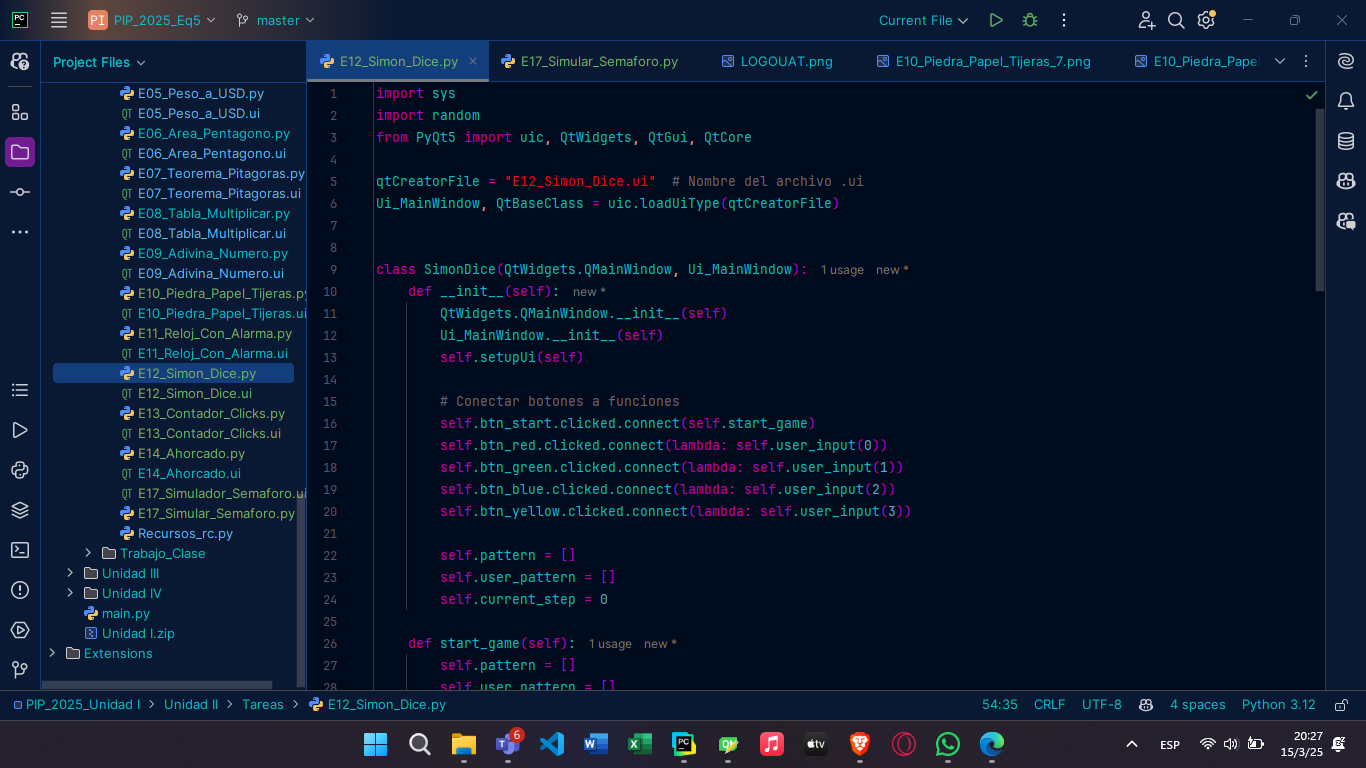 PC
PI PIP_2025_Eq5
master
Current File
Project Files
E12_Simon_Dice.py
E17_Simular_Semaforo.py
LOGOUAT.png
E10_Piedra_Papel_Tijeras_7.png
E10_Piedra_Pape
E05_Peso_a_USD.py
E05_Peso_a_USD.ui
E06_Area_Pentagono.py
E06_Area_Pentagono.ui
E07_Teorema_Pitagoras.py
E07_Teorema_Pitagoras.ui
E08_Tabla_Multiplicar.py
E08_Tabla_Multiplicar.ui
E09_Adivina_Numero.py
E09_Adivina_Numero.ui
E10_Piedra_Papel_Tijeras.py
E10_Piedra_Papel_Tijeras.ui
E11_Reloj_Con_Alarma.py
E11_Reloj_Con_Alarma.ui
E12_Simon_Dice.py
E12_Simon_Dice.ui
E13_Contador_Clicks.py
E13_Contador_Clicks.ui
E14_Ahorcado.py
E14_Ahorcado.ui
E17_Simulador_Semaforo.ui
E17_Simular_Semaforo.py
Recursos_rc.py
Trabajo_Clase
Unidad III
Unidad IV
main.py
Unidad I.zip
Extensions
1 import sys
2 import random
3 from PyQt5 import uic, QtWidgets, QtGui, QtCore
4
5 qtCreatorFile = "E12_Simon_Dice.ui"  # Nombre del archivo .ui
6 Ui_MainWindow, QtBaseClass = uic.loadUiType(qtCreatorFile)
7
8
9 class SimonDice(QtWidgets.QMainWindow, Ui_MainWindow): 1 usage new *
10 def __init__(self): new *
11 QtWidgets.QMainWindow.__init__(self)
12 Ui_MainWindow.__init__(self)
13 self.setupUi(self)
14
15 # Conectar botones a funciones
16 self.btn_start.clicked.connect(self.start_game)
17 self.btn_red.clicked.connect(lambda: self.user_input(0))
18 self.btn_green.clicked.connect(lambda: self.user_input(1))
19 self.btn_blue.clicked.connect(lambda: self.user_input(2))
20 self.btn_yellow.clicked.connect(lambda: self.user_input(3))
21
22 self.pattern = []
23 self.user_pattern = []
24 self.current_step = 0
25
26 def start_game(self): 1 usage new *
27 self.pattern = []
28 self.user_pattern = []
PIP_2025_Unidad I > Unidad II > Tareas > E12_Simon_Dice.py
54:35 CRLF UTF-8 4 spaces Python 3.12
6
PC
Qt
tv
ESP
20:27
15/3/25